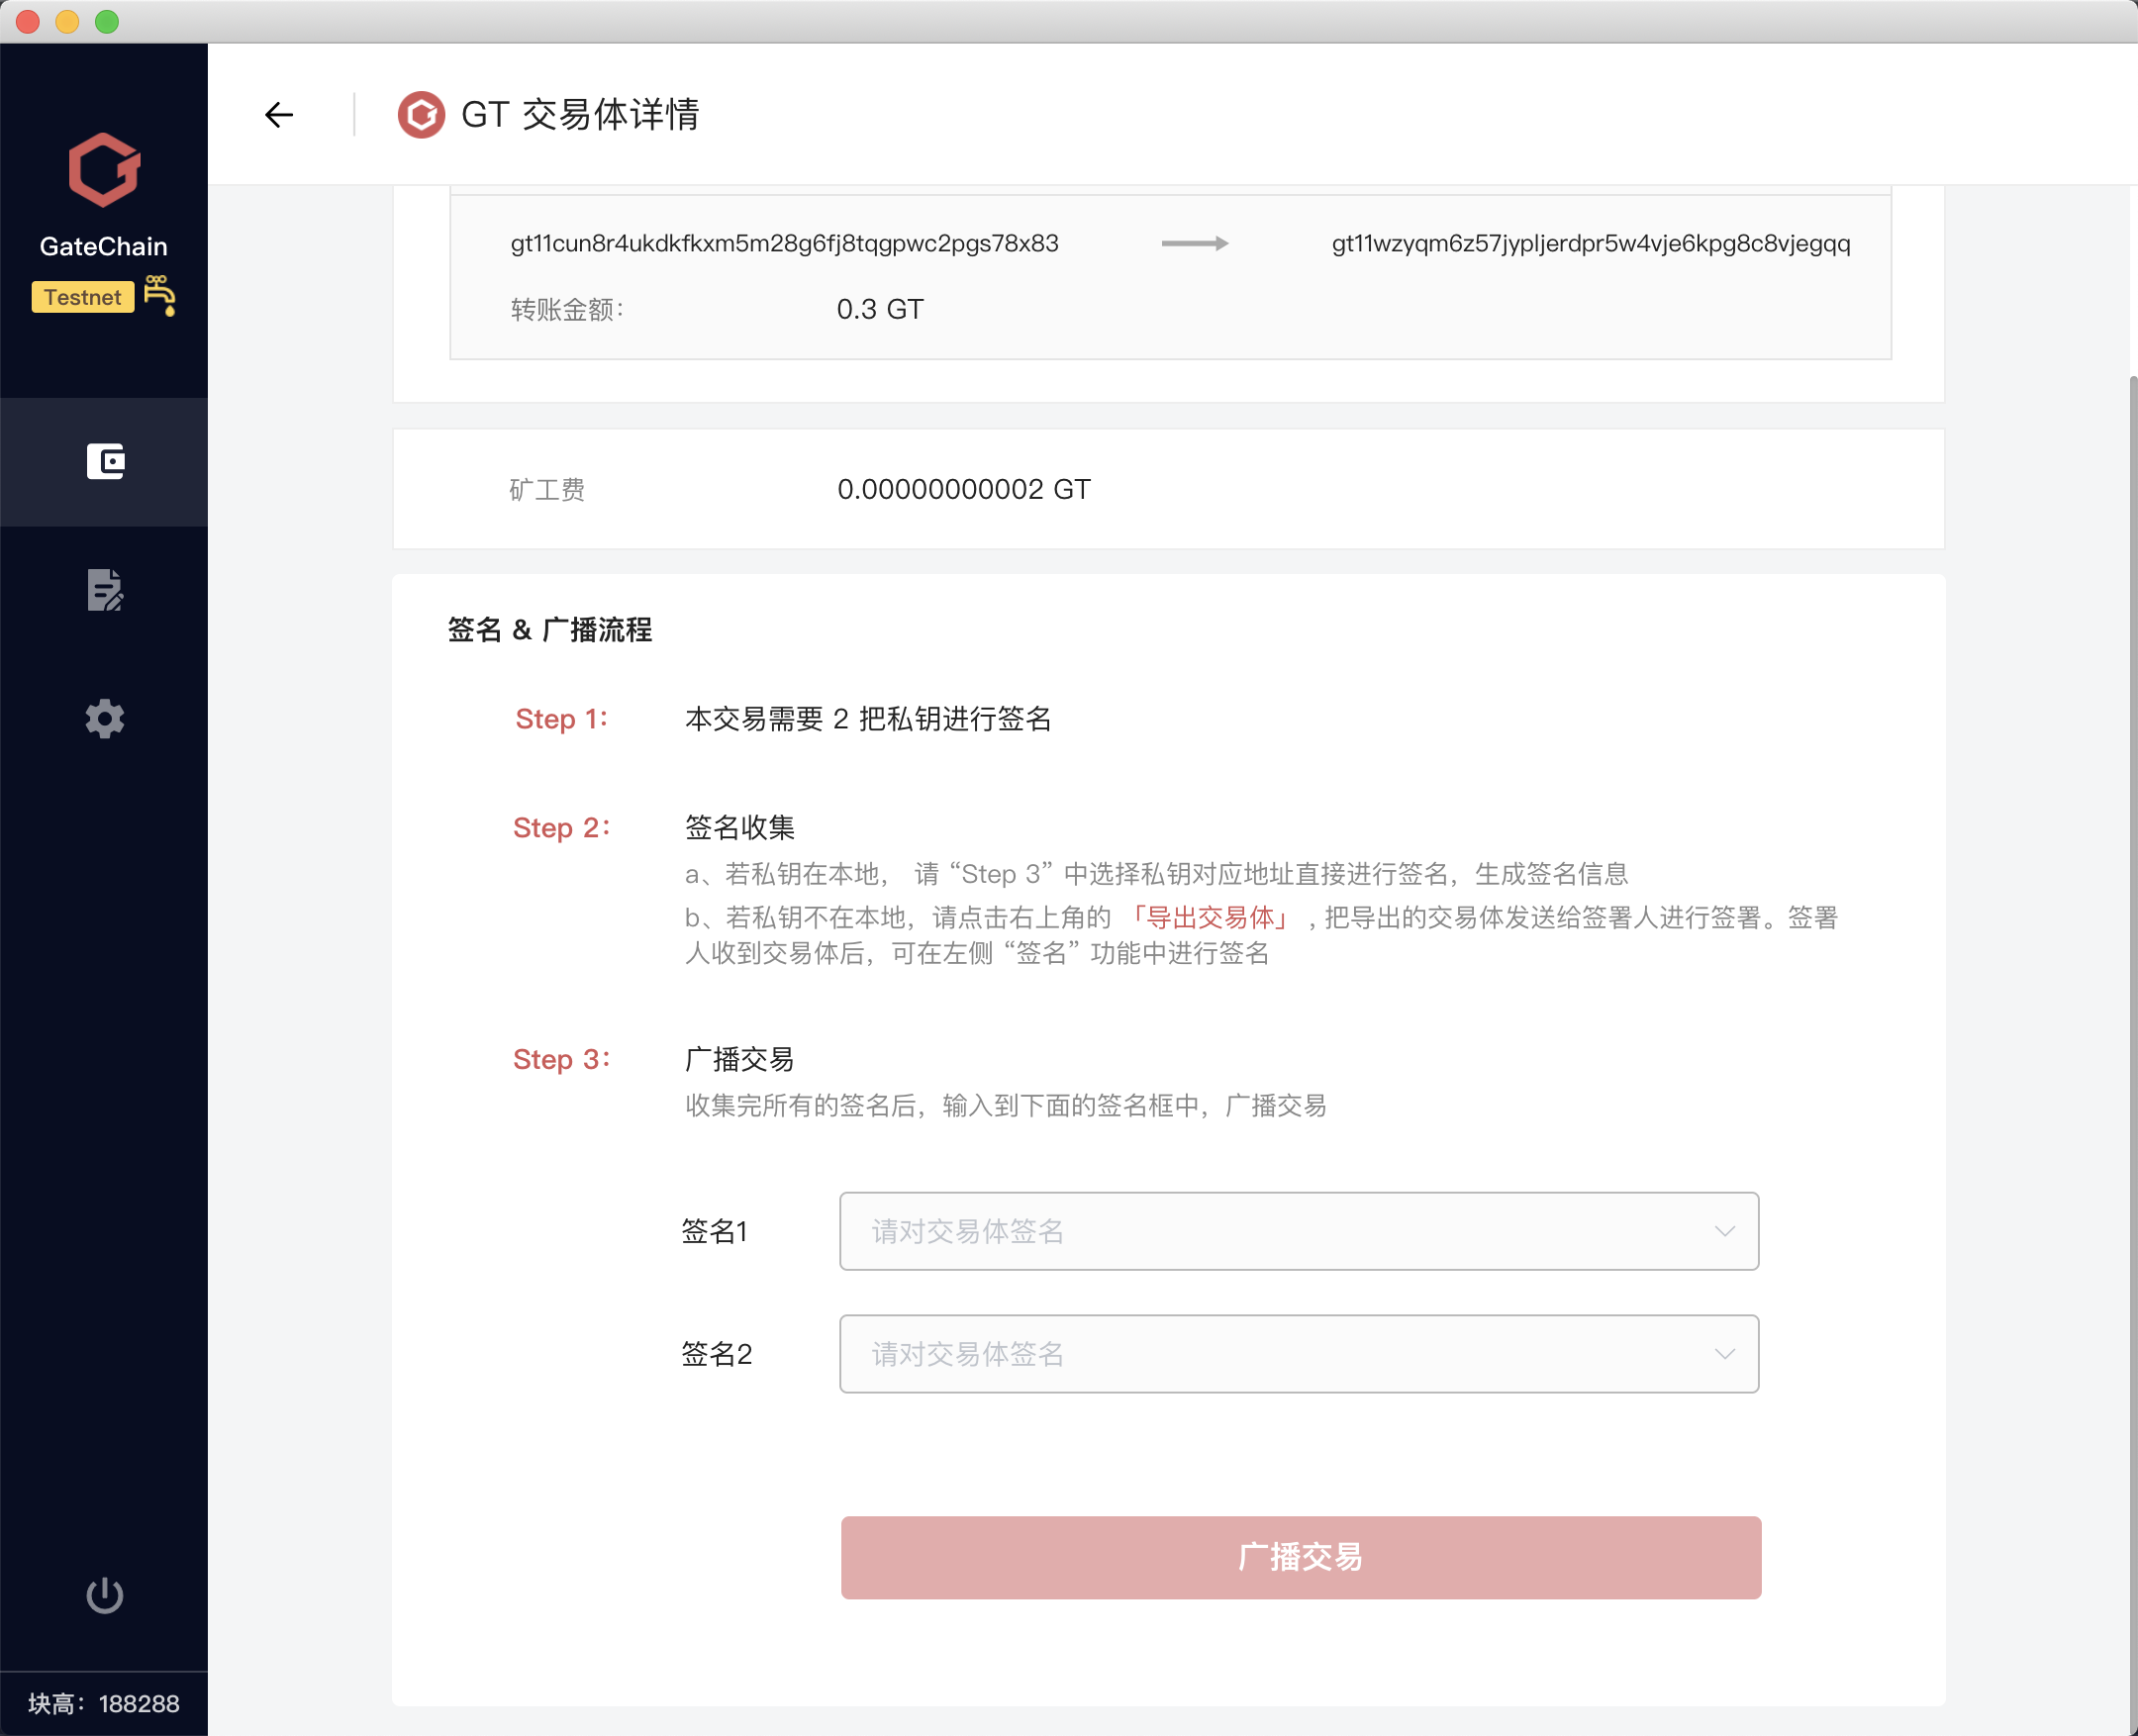 GT 交易体详情
GateChain
Testnet
gt11cun8r4ukdkfkxm5m28g6fj8tqgpwc2pgs78x83
gt11wzyqm6z57jypljerdpr5w4vje6kpg8c8vjegqq
转账金额：
0.3 GT
矿工费
0.00000000002 GT
签名 & 广播流程
Step 1：
本交易需要 2 把私钥进行签名
Step 2：
签名收集
a、若私钥在本地， 请 “Step 3” 中选择私钥对应地址直接进行签名，生成签名信息
b、若私钥不在本地，请点击右上角的 「导出交易体」 , 把导出的交易体发送给签署人进行签署。签署
人收到交易体后，可在左侧 “签名” 功能中进行签名
Step 3：
广播交易
收集完所有的签名后，输入到下面的签名框中，广播交易
签名1
请对交易体签名
签名2
请对交易体签名
广播交易
块高：188288